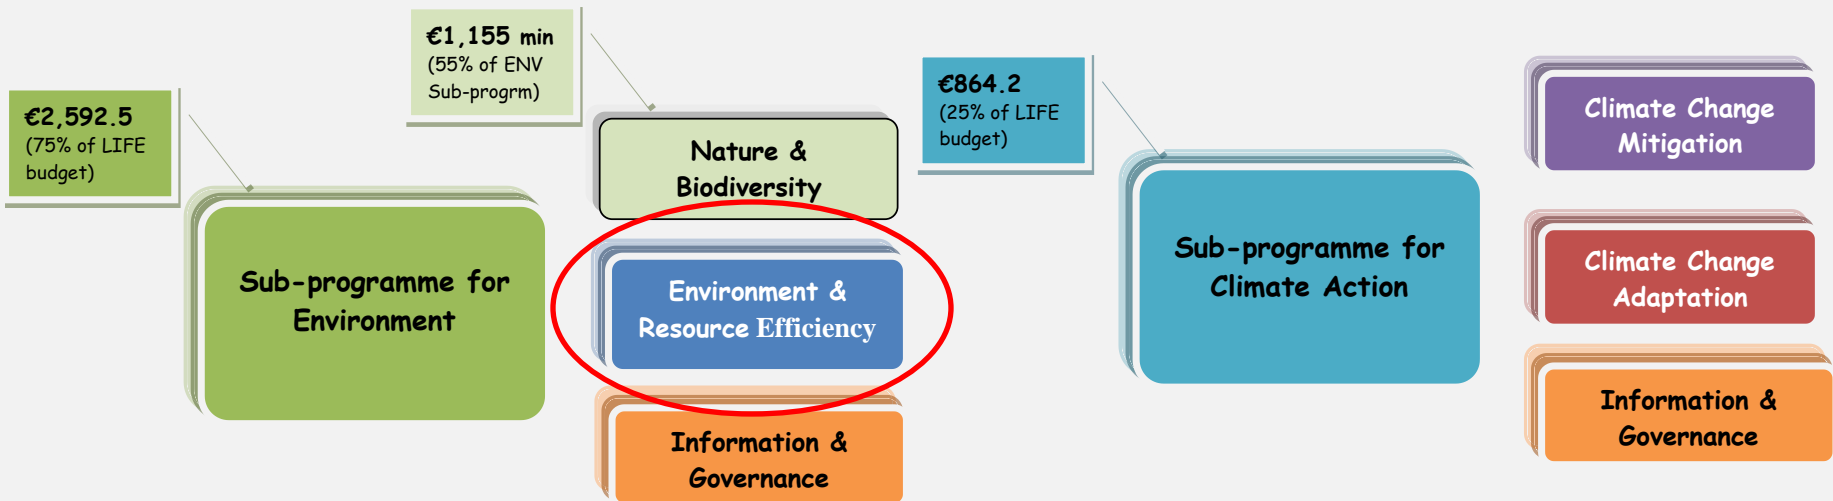 €2,592.5
(75% of LIFE
budget)
Sub-programme for
Environment
€1,155 min
(55% of ENV
Sub-progrm)
Nature &
Biodiversity
Environment &
Resource Efficiency
Information &
Governance
€864.2
(25% of LIFE
budget)
Sub-programme for
Climate Action
Climate Change
Mitigation
Climate Change
Adaptation
Information &
Governance